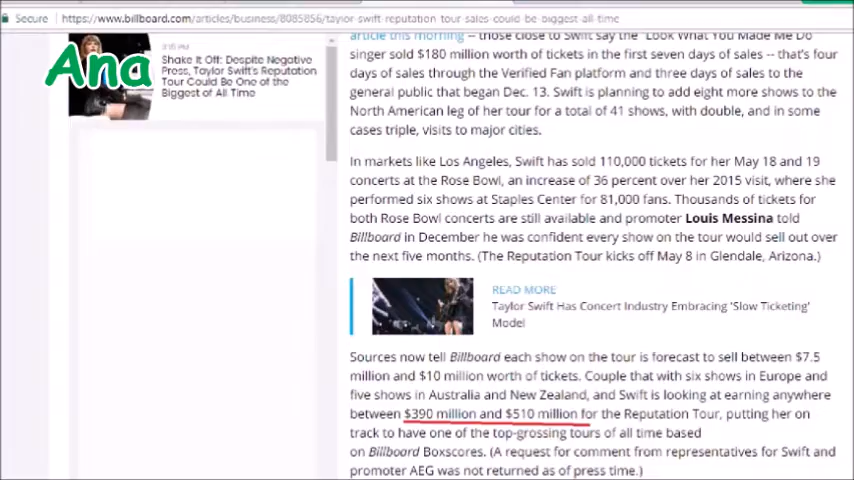 Secure https://www.billboard.com/articles/business/8085856/taylor-swift-reputation-tour-sales-could-be-biggest-all-time
Ana
Shake It Off: Despite Negative
Press, Taylor Swift's Reputation
Tour Could Be One of the
Biggest of All Time
article this morning -- those close to Swift say the "Look What You Made Me Do
singer sold $180 million worth of tickets in the first seven days of sales -- that's four
days of sales through the Verified Fan platform and three days of sales to the
general public that began Dec. 13. Swift is planning to add eight more shows to the
North American leg of her tour for a total of 41 shows, with double, and in some
cases triple, visits to major cities.
In markets like Los Angeles, Swift has sold 110,000 tickets for her May 18 and 19
concerts at the Rose Bowl, an increase of 36 percent over her 2015 visit, where she
performed six shows at Staples Center for 81,000 fans. Thousands of tickets for
both Rose Bowl concerts are still available and promoter Louis Messina told
Billboard in December he was confident every show on the tour would sell out over
the next five months. (The Reputation Tour kicks off May 8 in Glendale, Arizona.)
READ MORE
Taylor Swift Has Concert Industry Embracing 'Slow Ticketing'
Model
Sources now tell Billboard each show on the tour is forecast to sell between $7.5
million and $10 million worth of tickets. Couple that with six shows in Europe and
five shows in Australia and New Zealand, and Swift is looking at earning anywhere
between $390 million and $510 million for the Reputation Tour, putting her on
track to have one of the top-grossing tours of all time based
on Billboard Boxscores. (A request for comment from representatives for Swift and
promoter AEG was not returned as of press time.)